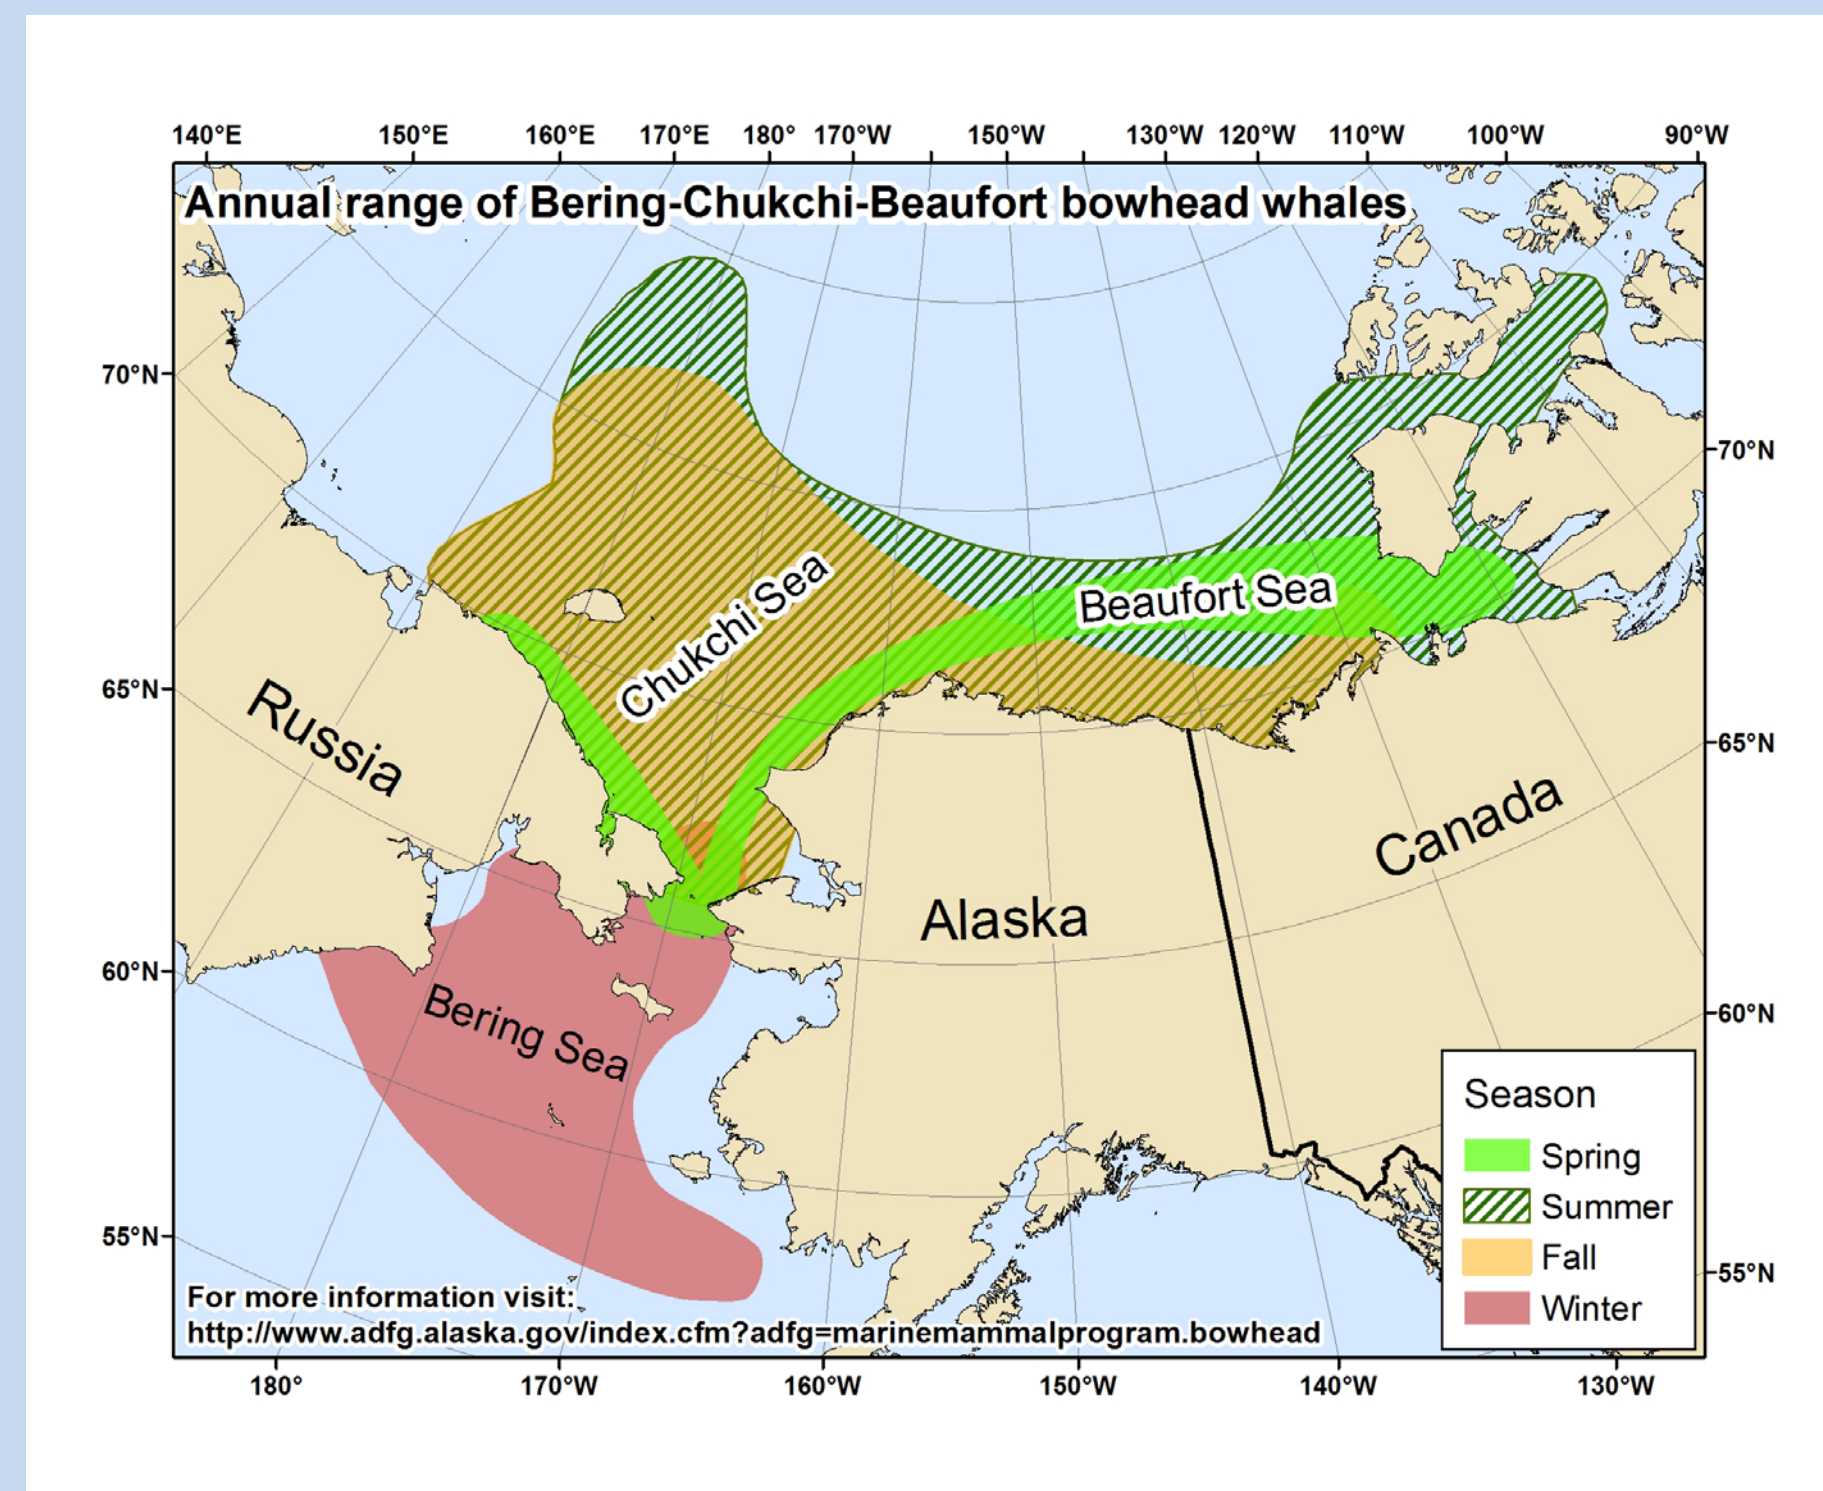 140°E 150°E 160°E 170°E 180° 170°W 150°W 130°W 120°W 110°W 100°W 90°W
Annual range of Bering-Chukchi-Beaufort bowhead whales
70°N
70°N
Chukchi Sea
Beaufort Sea
65°N
65°N
Russia
Canada
Alaska
60°N
60°N
Bering Sea
Season
Spring
Summer
Fall
Winter
55°N
55°N
For more information visit:
http://www.adfg.alaska.gov/index.cfm?adfg=marinemammalprogram.bowhead
180° 170°W 160°W 150°W 140°W 130°W